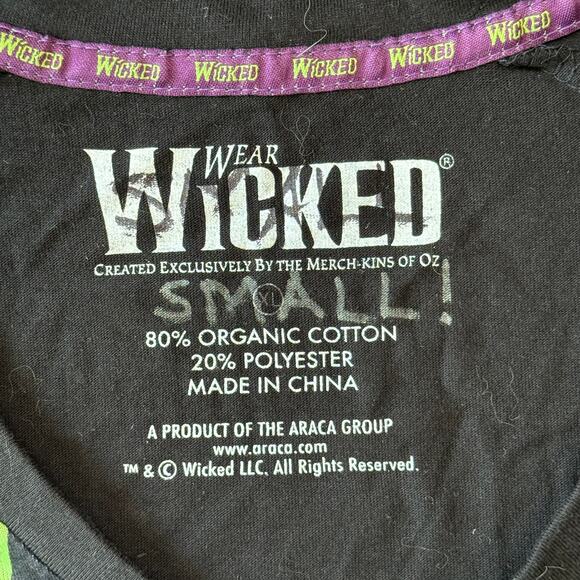 WICKED WICKED WICKED WICKED WICKED WICKED
WEAR
WICKED®
CREATED EXCLUSIVELY BY THE MERCH-KINS OF OZ
SMALL!
XL
80% ORGANIC COTTON
20% POLYESTER
MADE IN CHINA
A PRODUCT OF THE ARACA GROUP
www.araca.com
™ & © Wicked LLC. All Rights Reserved.